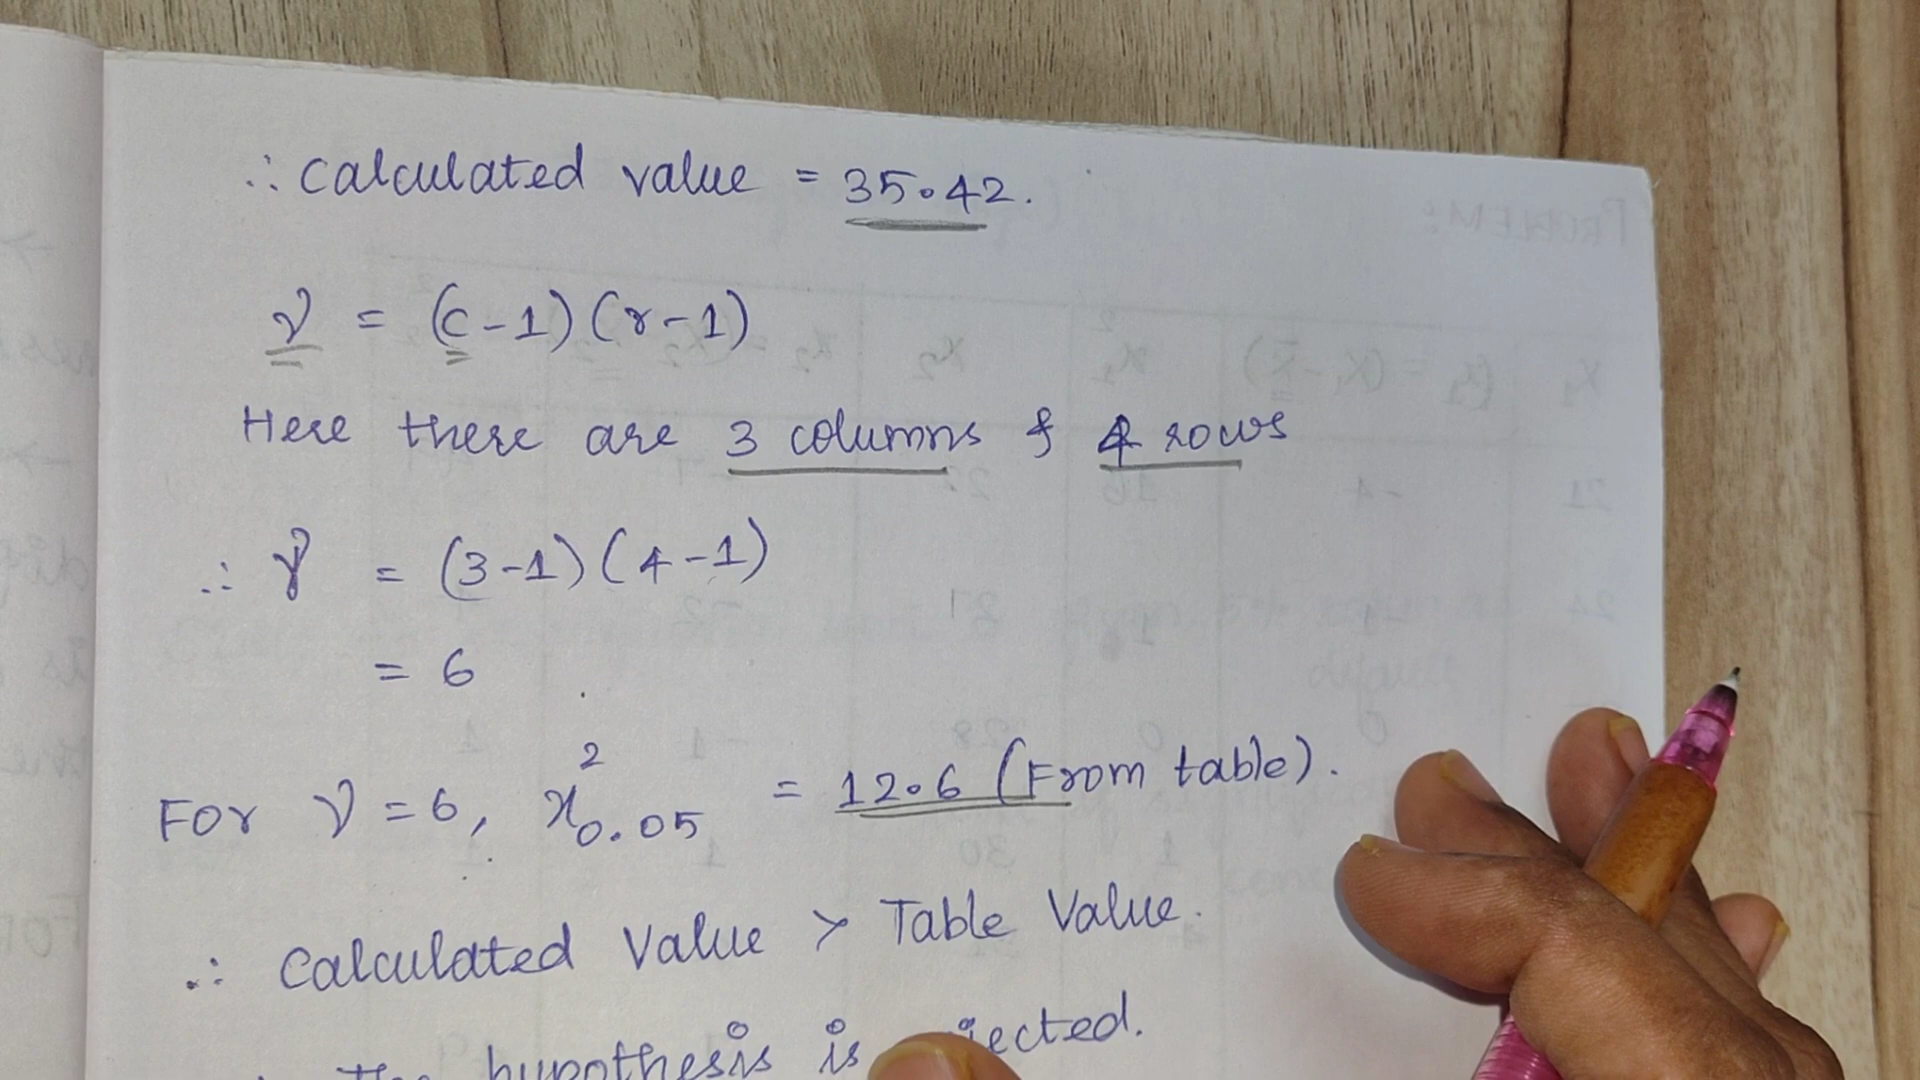 ∴ Calculated value = 35.42.
ν = (c-1)(r-1)
Here there are 3 columns & 4 rows
∴ ν = (3-1)(4-1)
= 6
For ν = 6, χ²0.05 = 12.6 (From table).
∴ Calculated Value > Table Value.
hypothesis is